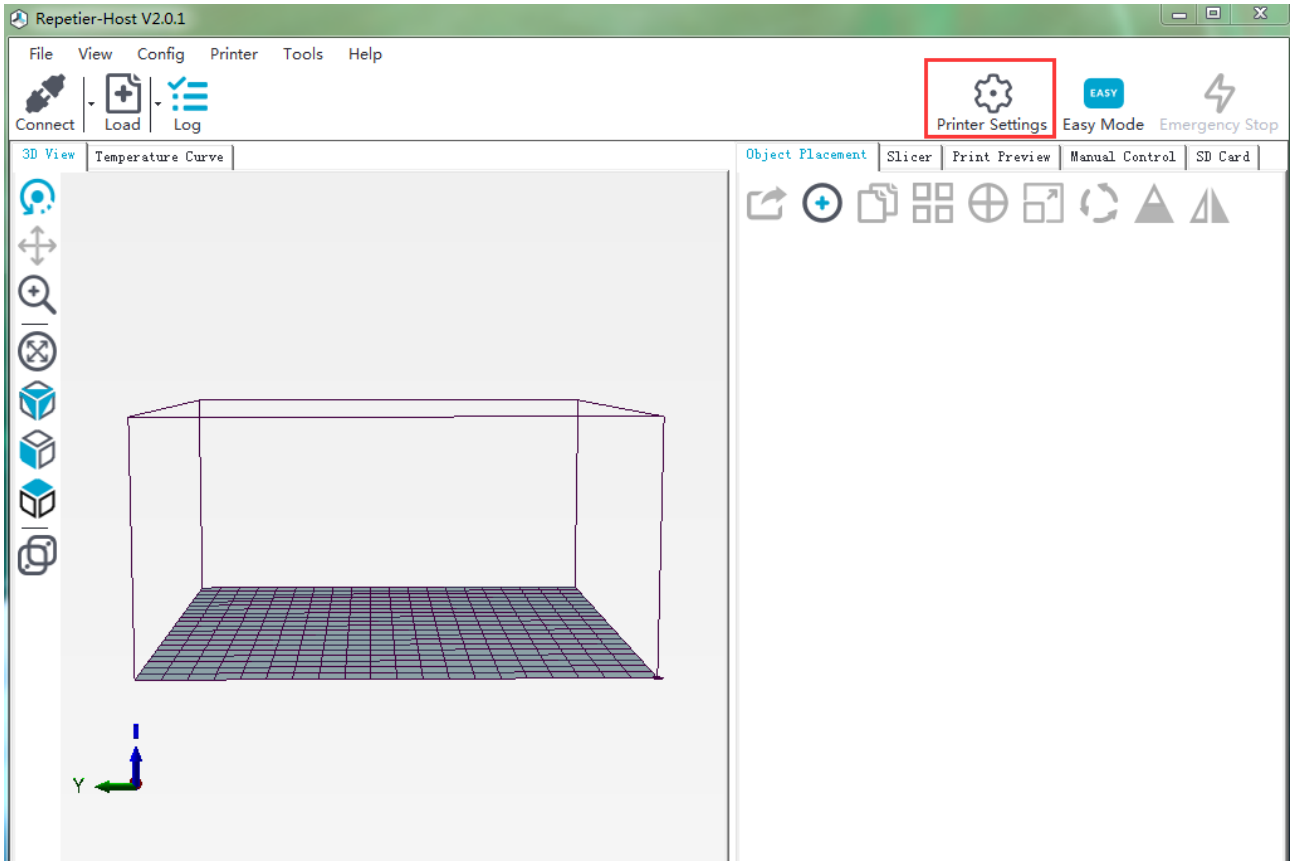 Repetier-Host V2.0.1
File View Config Printer Tools Help
Connect Load Log Printer Settings EASY Easy Mode Emergency Stop
3D View Temperature Curve Object Placement Slicer Print Preview Manual Control SD Card
Y